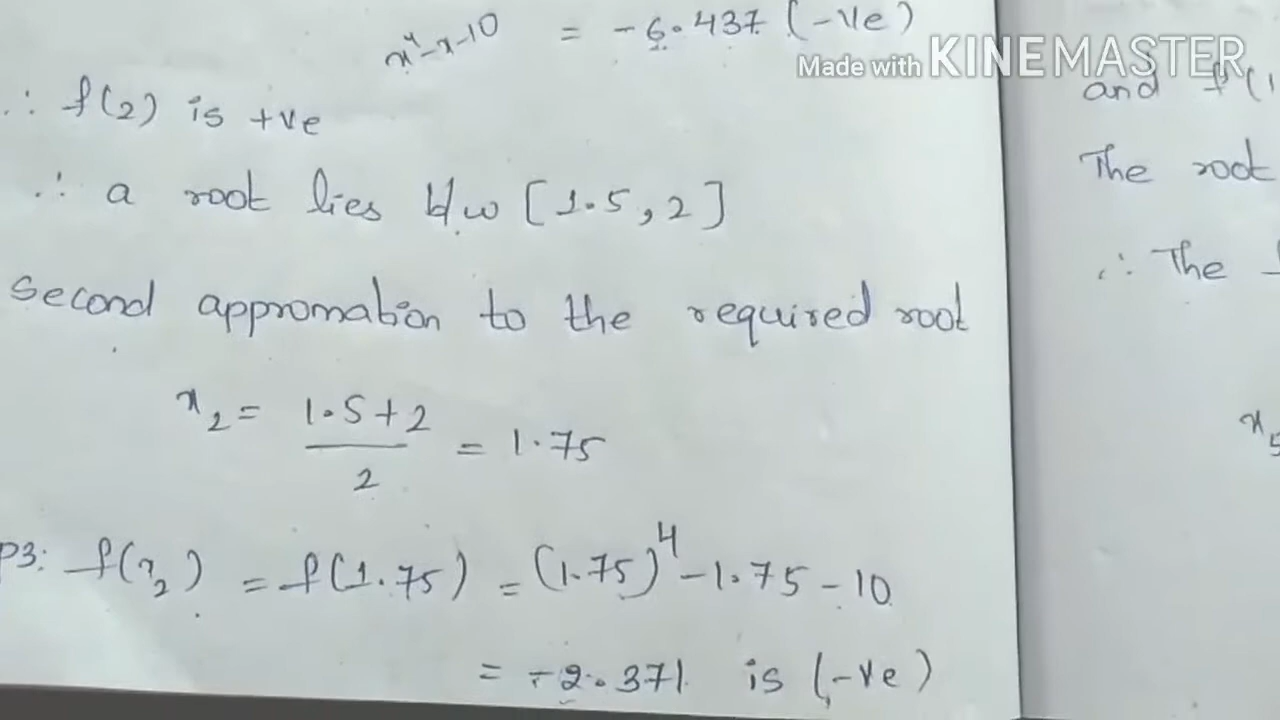 x⁴-x-10 = -6.437 (-ve)
Made with KINEMASTER
∴ f(2) is +ve
∴ a root lies b/w [1.5, 2]
Second appromation to the required root
x₂ = 1.5+2 / 2 = 1.75
P3: f(x₂) = f(1.75) = (1.75)⁴ - 1.75 - 10
= -2.371 is (-ve)
and f(1
The root
∴ The
x₅